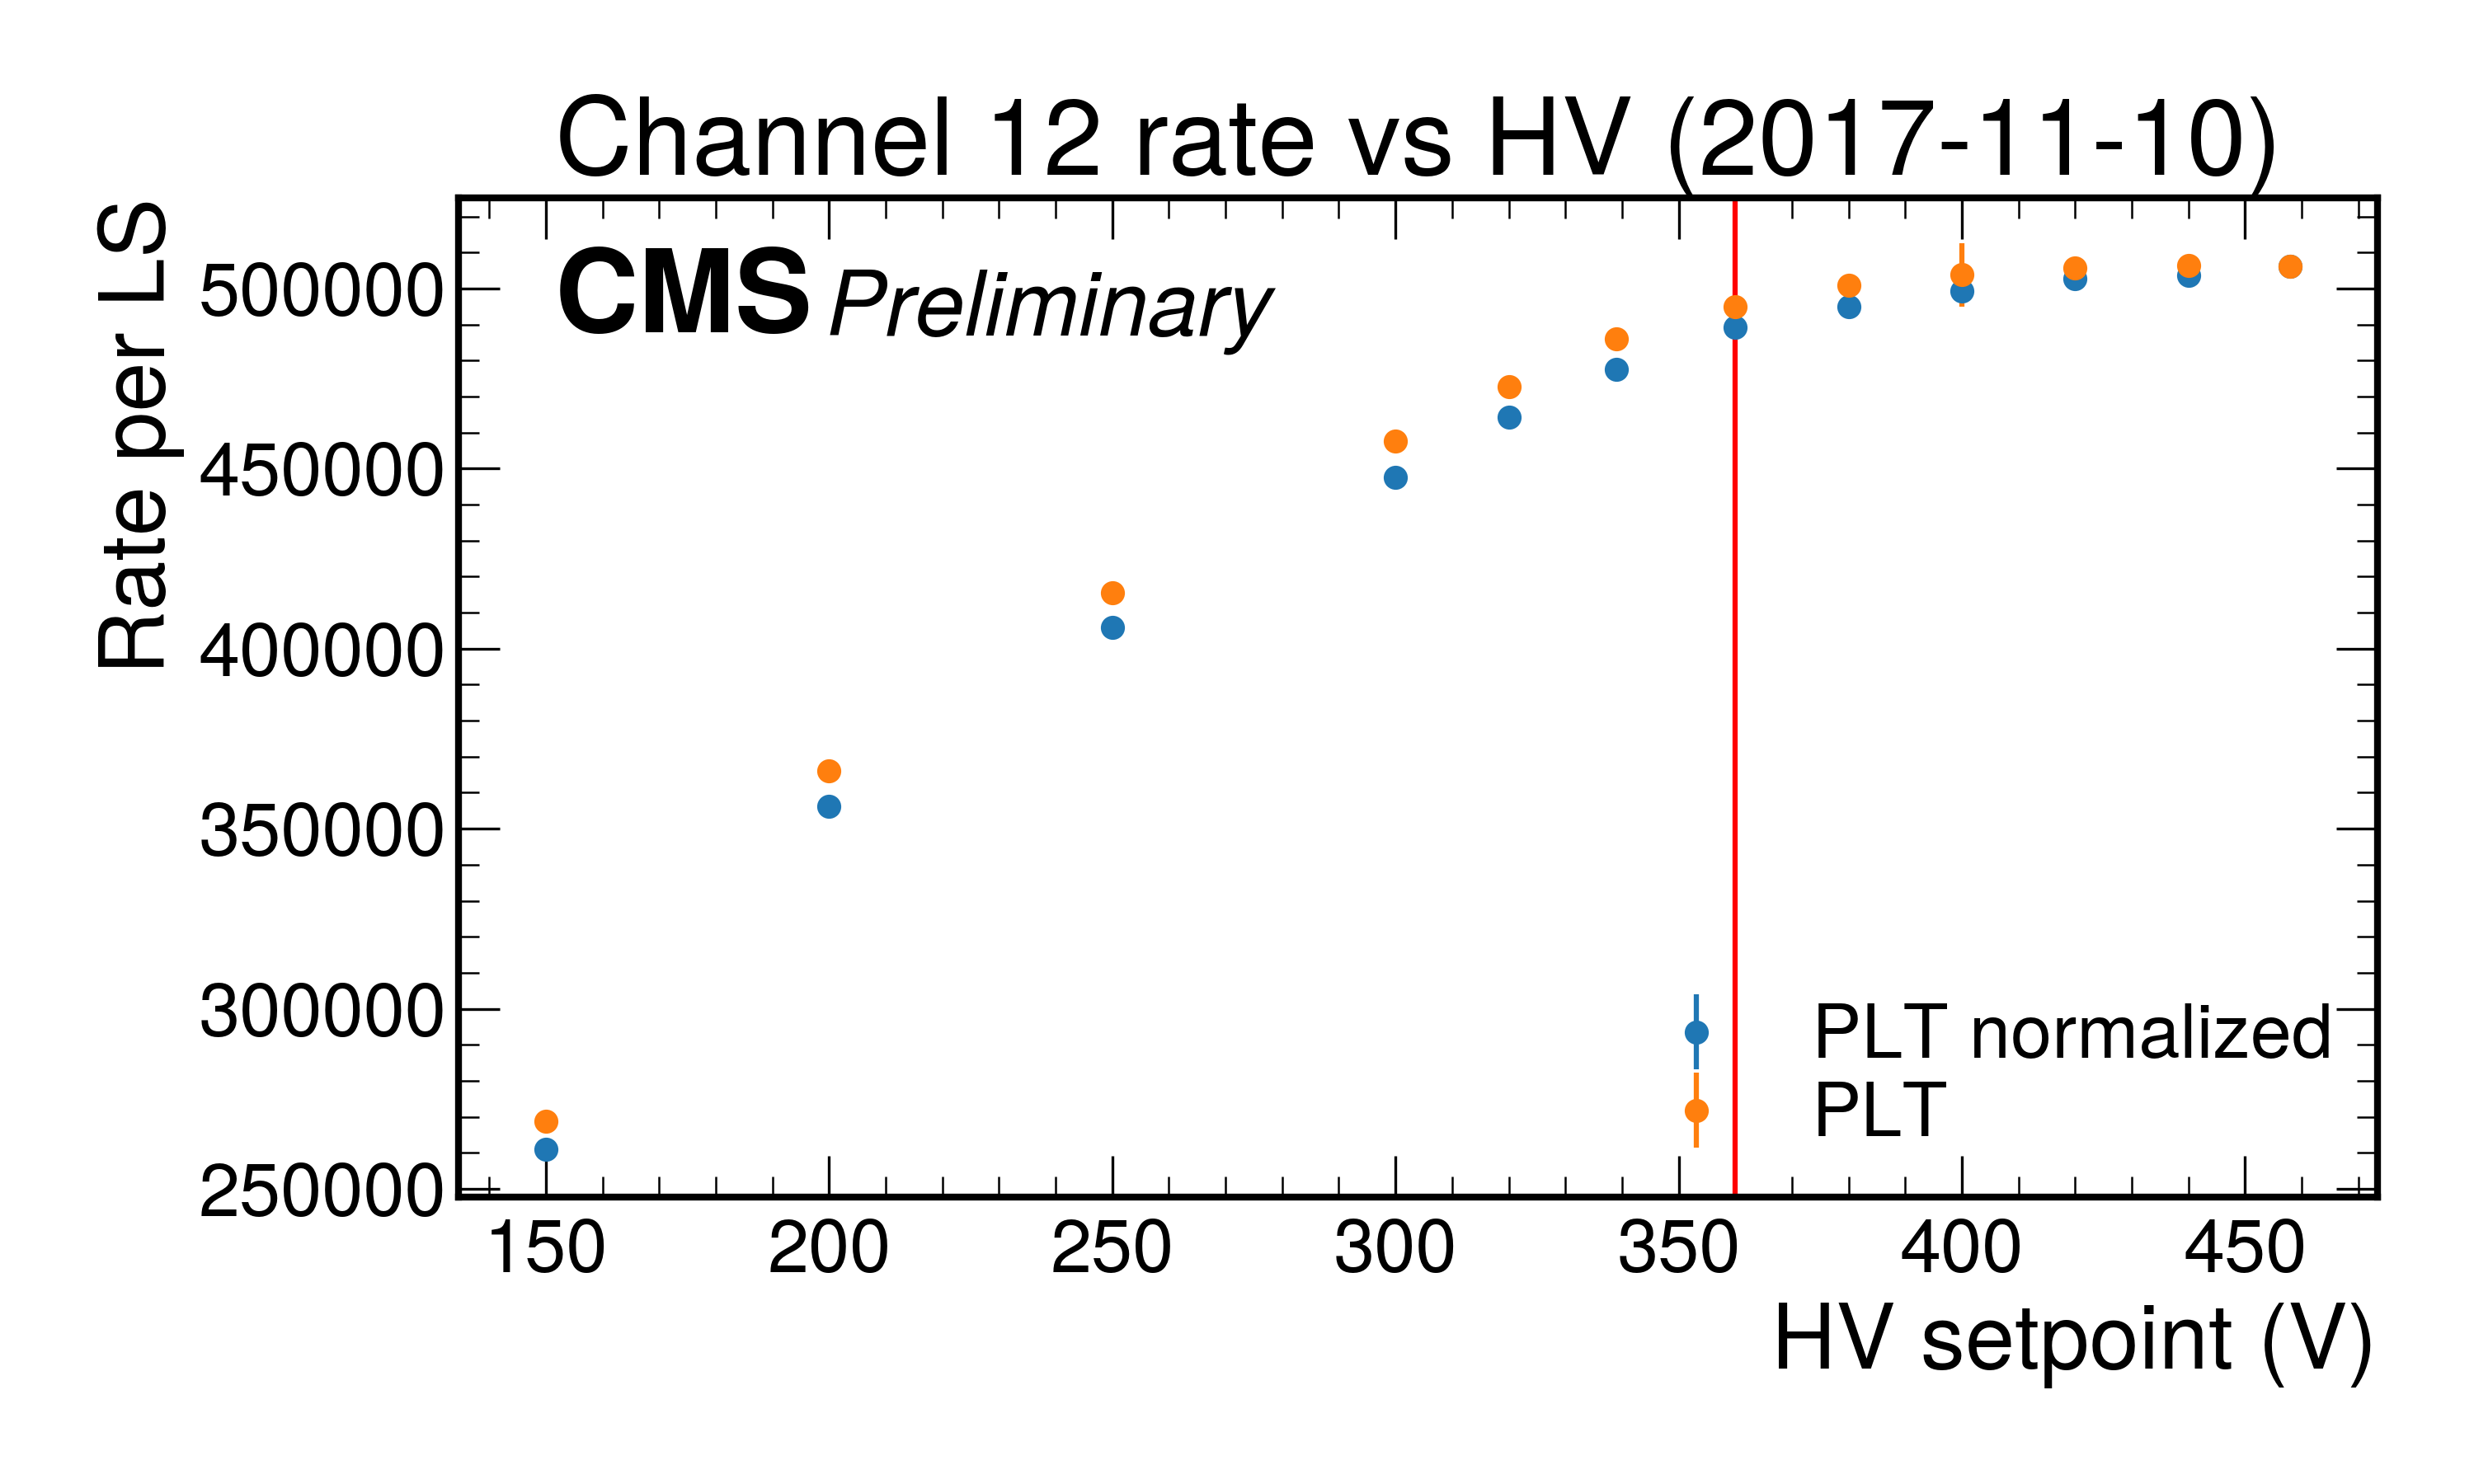 Channel 12 rate vs HV (2017-11-10)
CMS Preliminary
Rate per LS
500000
450000
400000
350000
300000
250000
PLT normalized
PLT
150 200 250 300 350 400 450
HV setpoint (V)